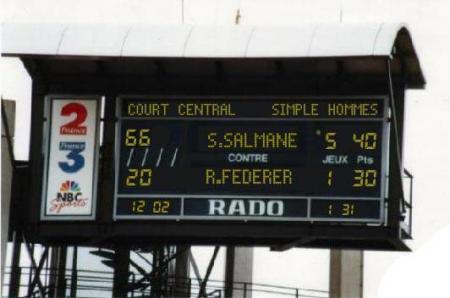 COURT CENTRAL SIMPLE HOMMES
66 S.SALMANE *5 40
CONTRE JEUX Pts
20 R.FEDERER 1 30
12 02 RADO 1 31
2
France
3
NBC
Sports